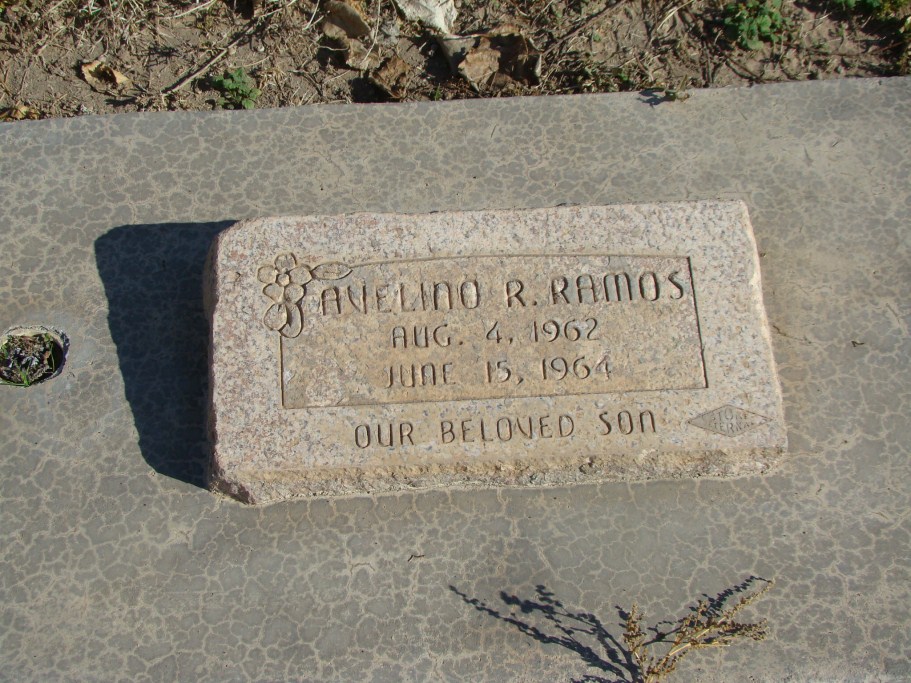 AVELINO R. RAMOS
AUG. 4, 1962
JUNE 15, 1964
OUR BELOVED SON